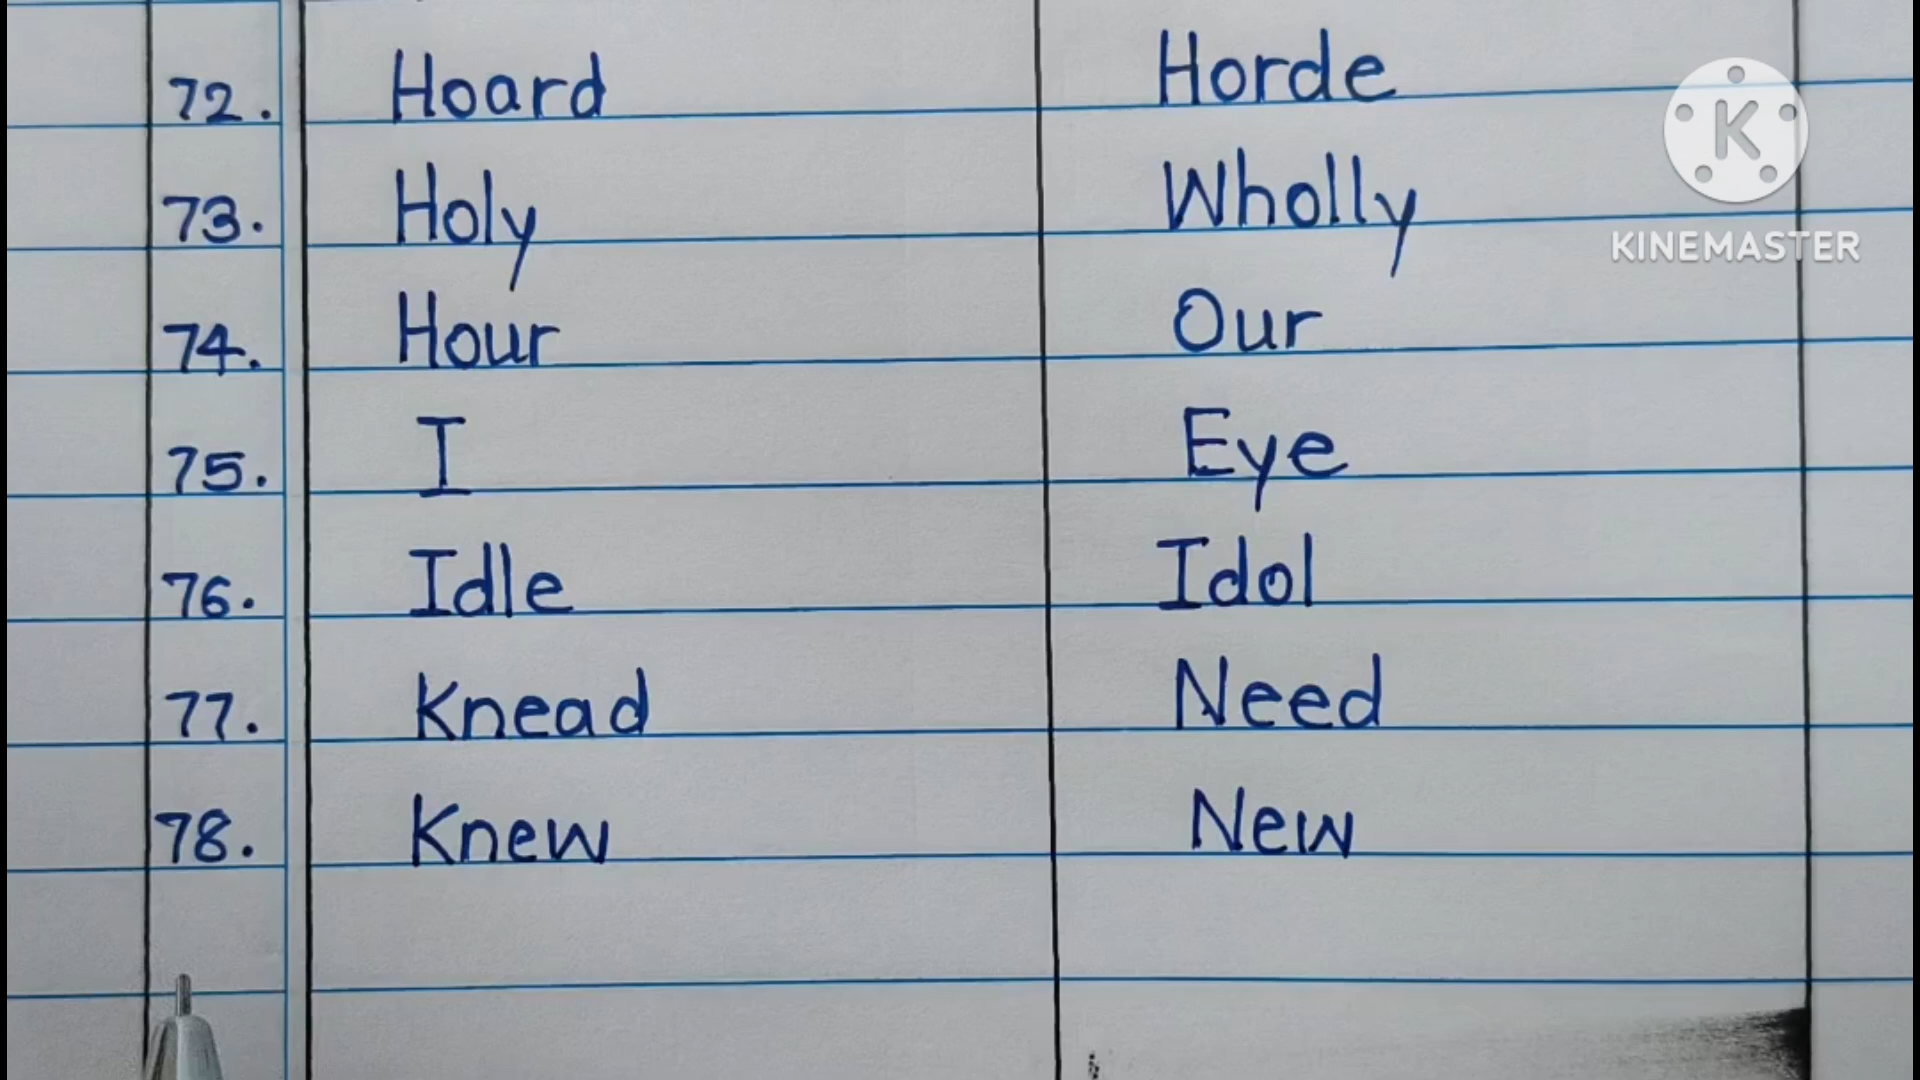 72. Hoard Horde
73. Holy Wholly
74. Hour Our
75. I Eye
76. Idle Idol
77. Knead Need
78. Knew New
K
KINEMASTER